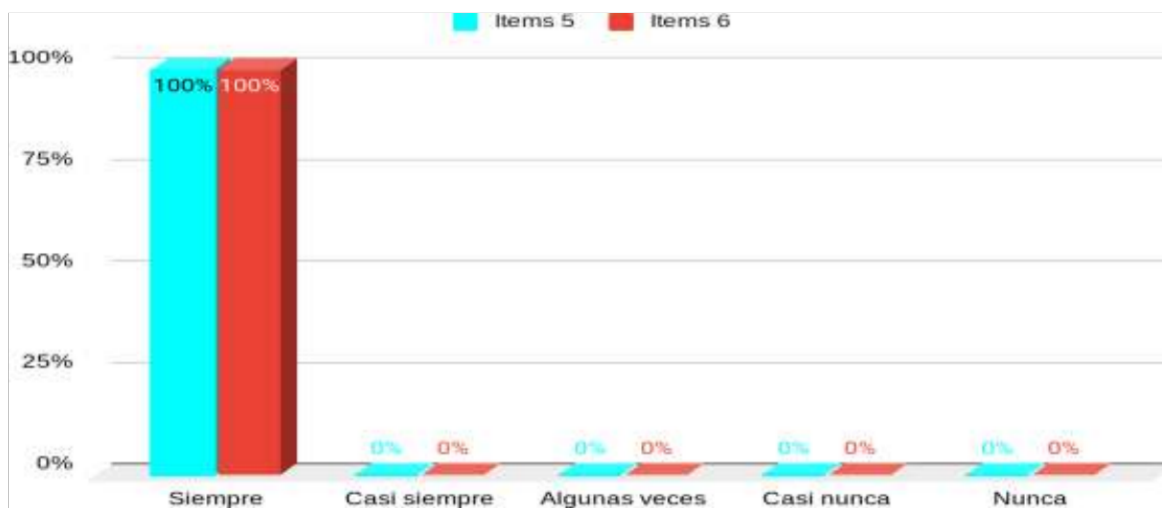 Items 5 Items 6
100%
100% 100%
75%
50%
25%
0% 0% 0% 0% 0% 0% 0% 0%
0%
Siempre Casi siempre Algunas veces Casi nunca Nunca